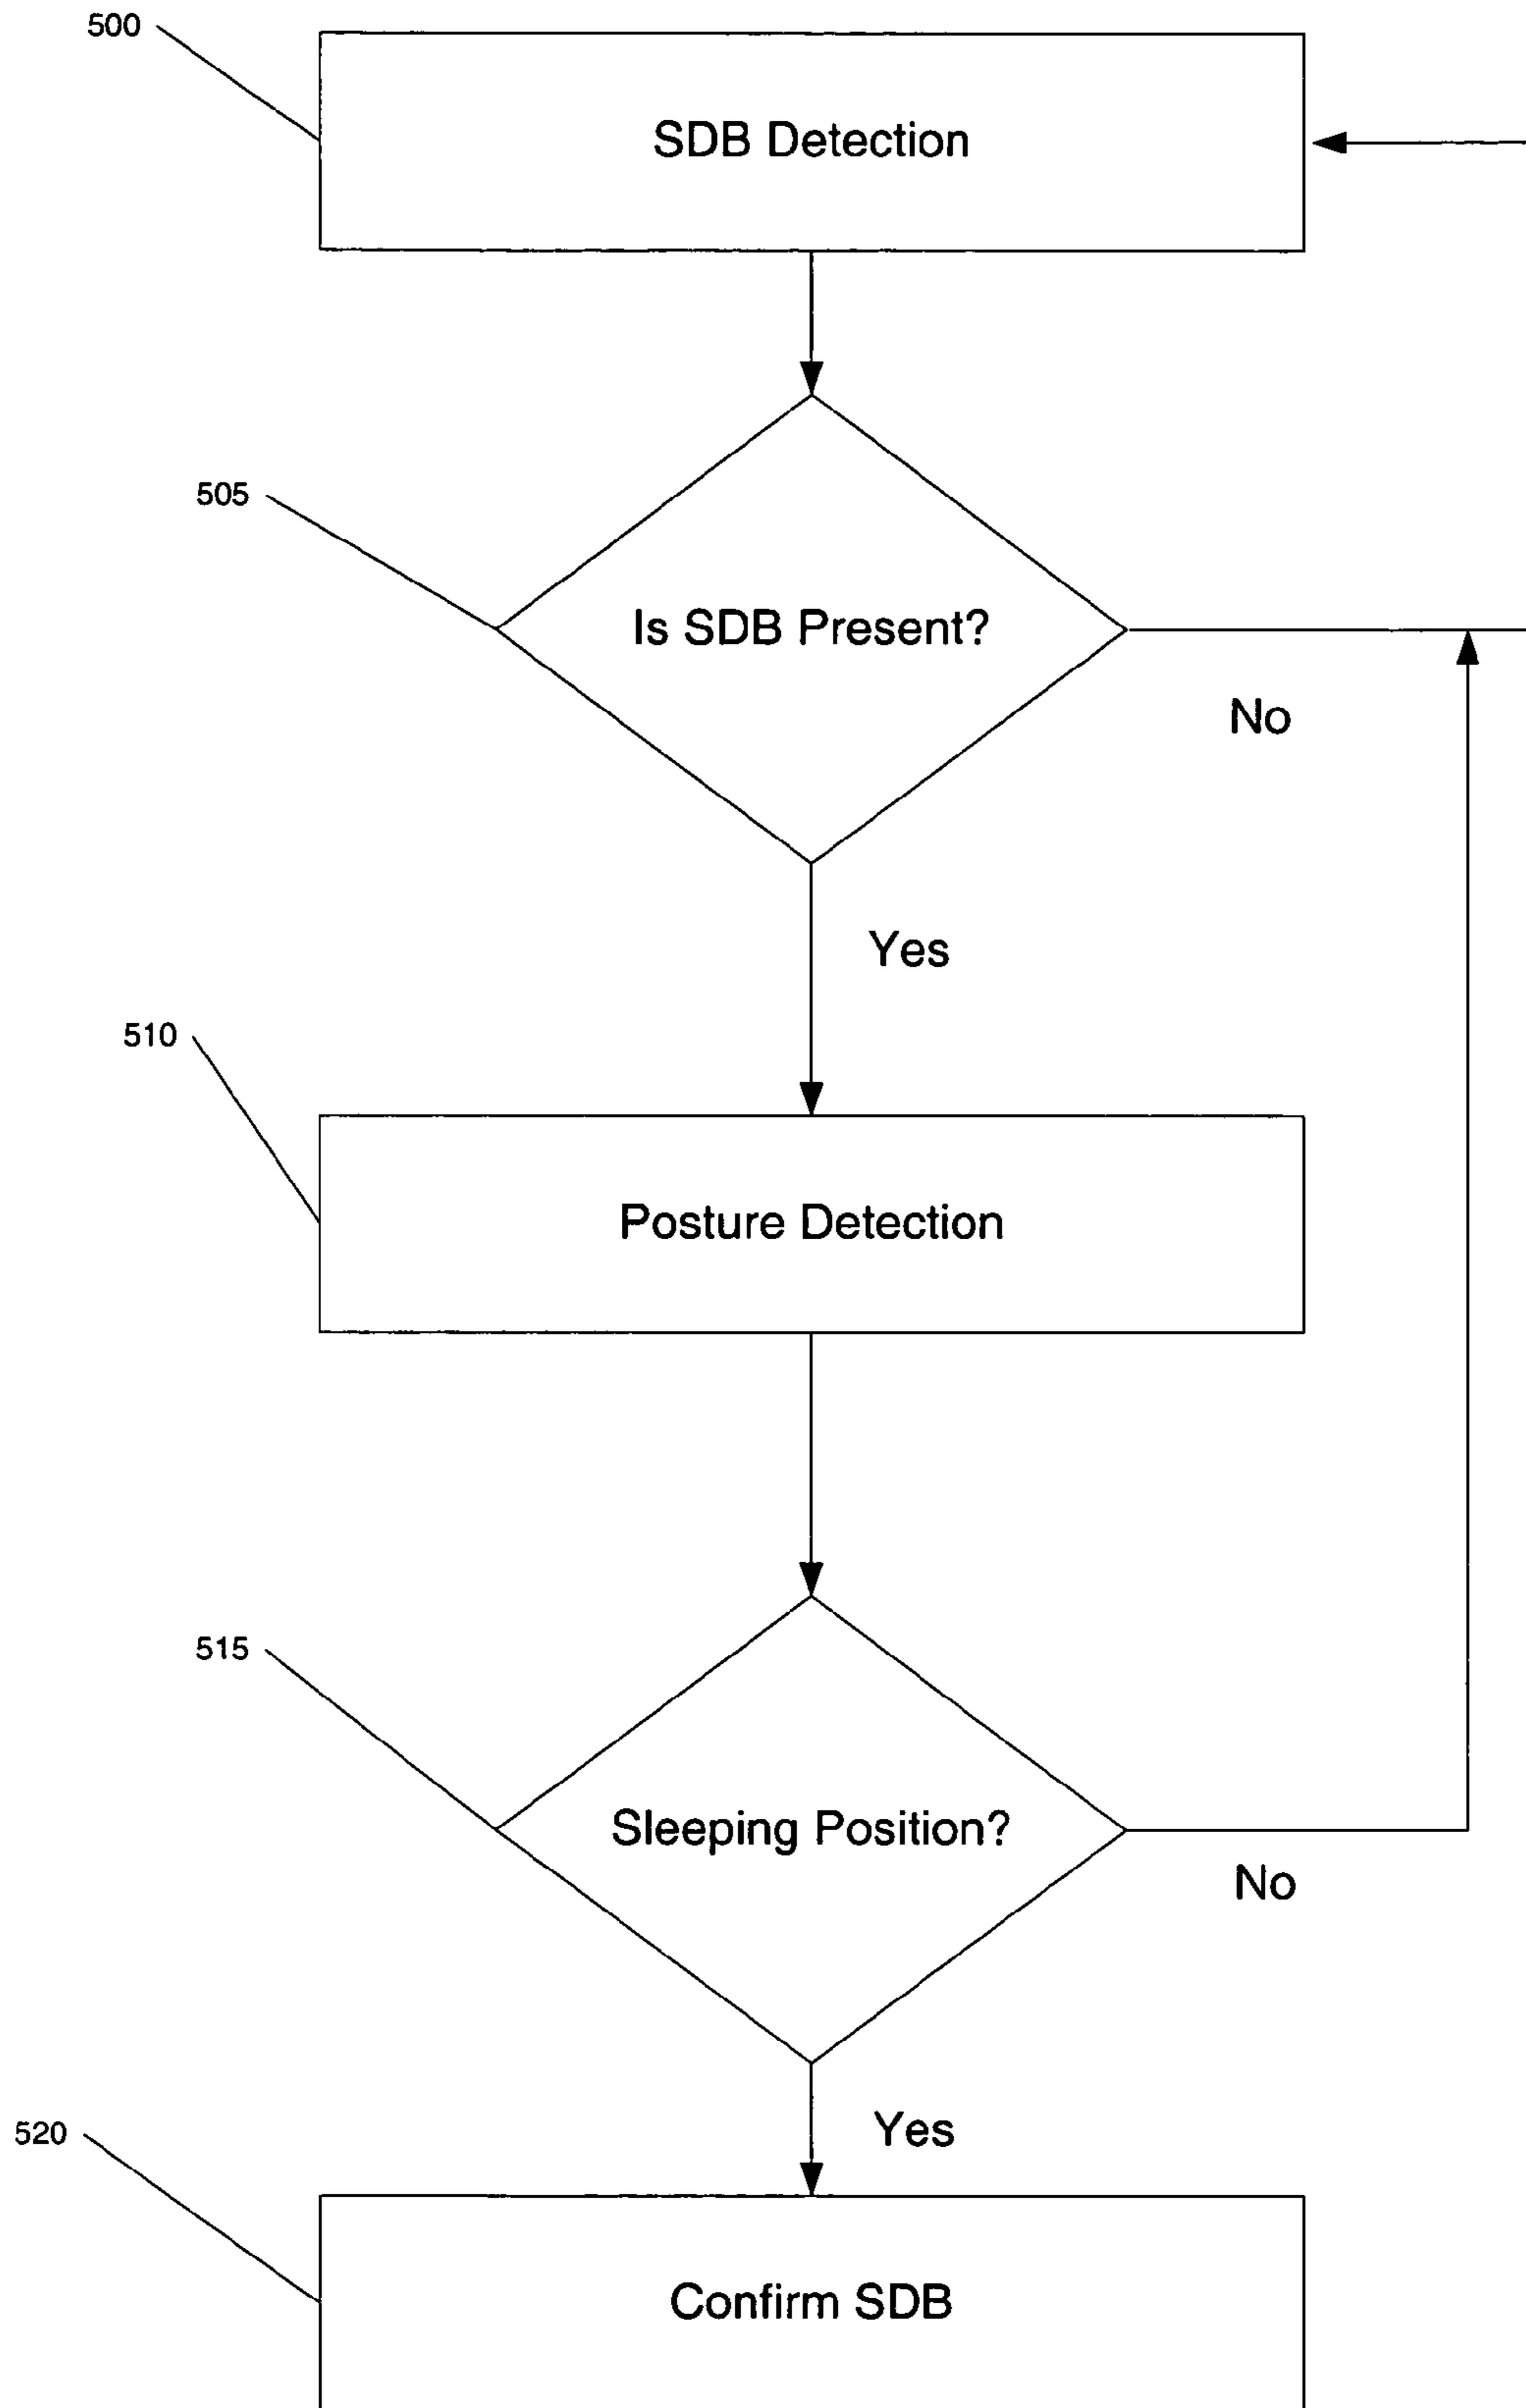 500
SDB Detection
505
Is SDB Present?
No
Yes
510
Posture Detection
515
Sleeping Position?
No
Yes
520
Confirm SDB